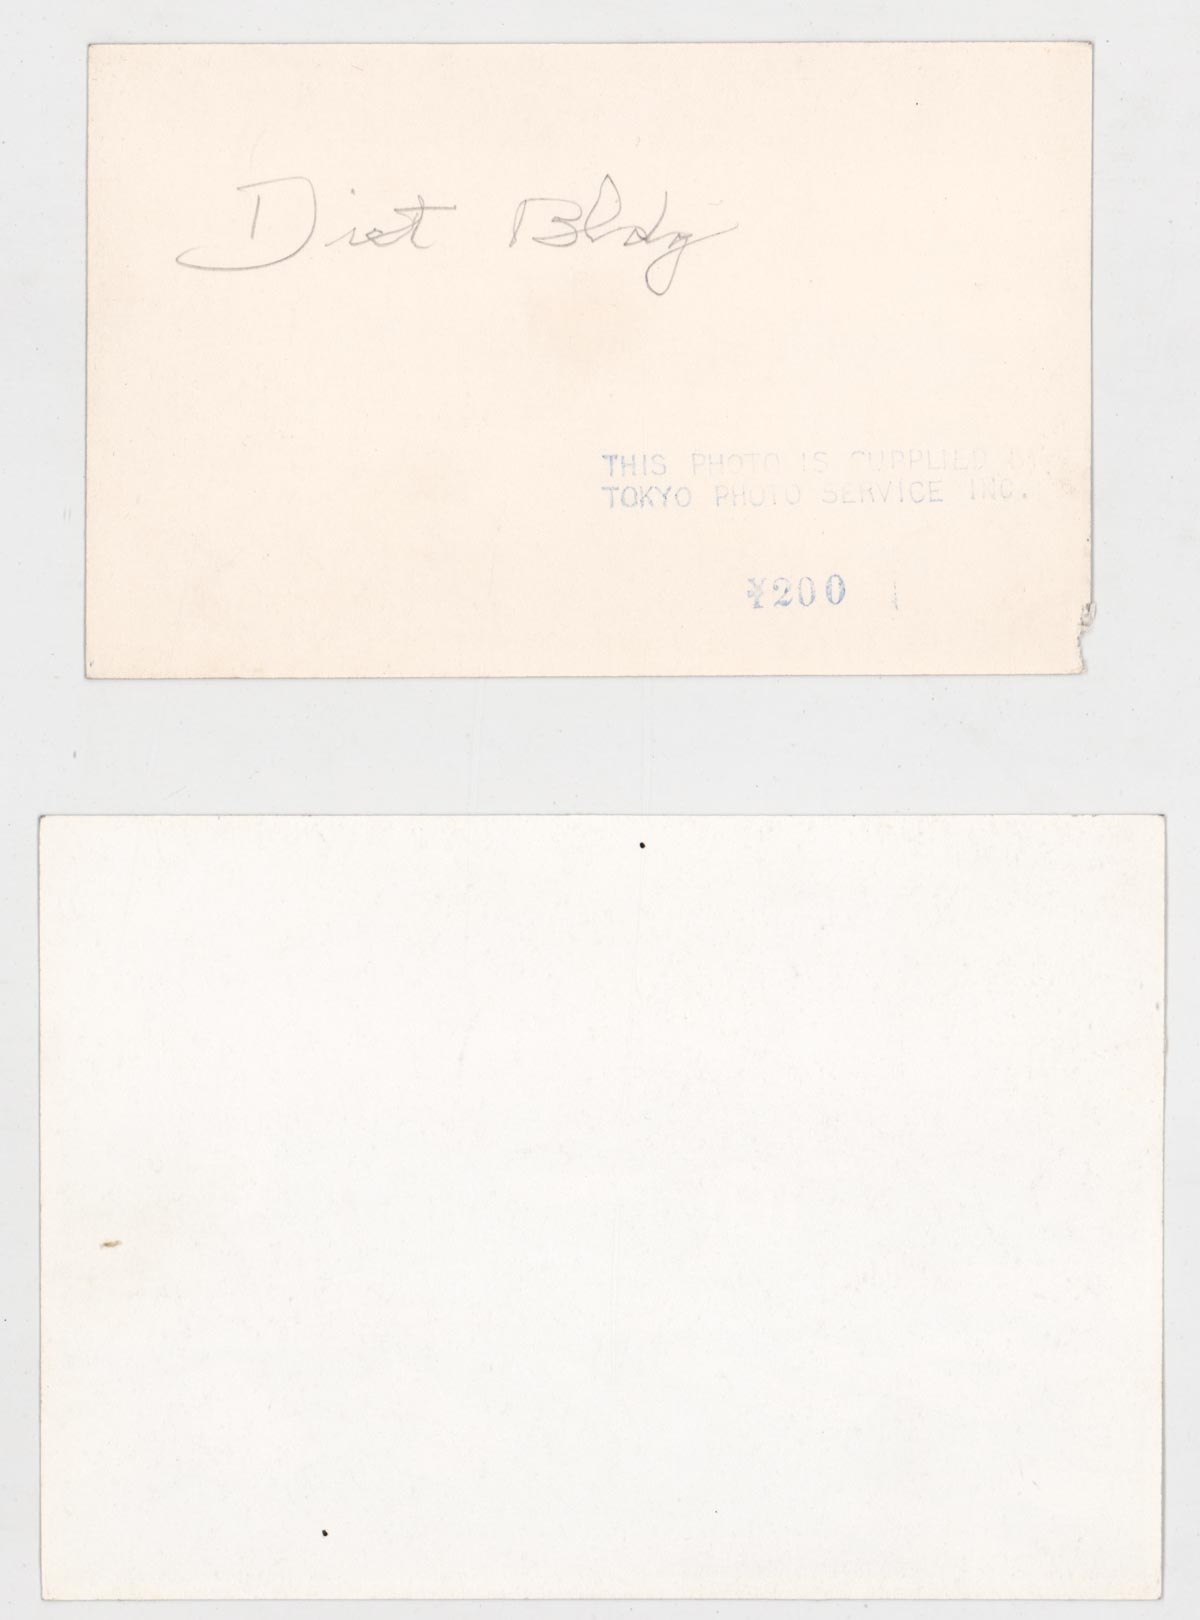 Diet Bldg
THIS PHOTO IS SUPPLIED BY
TOKYO PHOTO SERVICE INC.
¥200